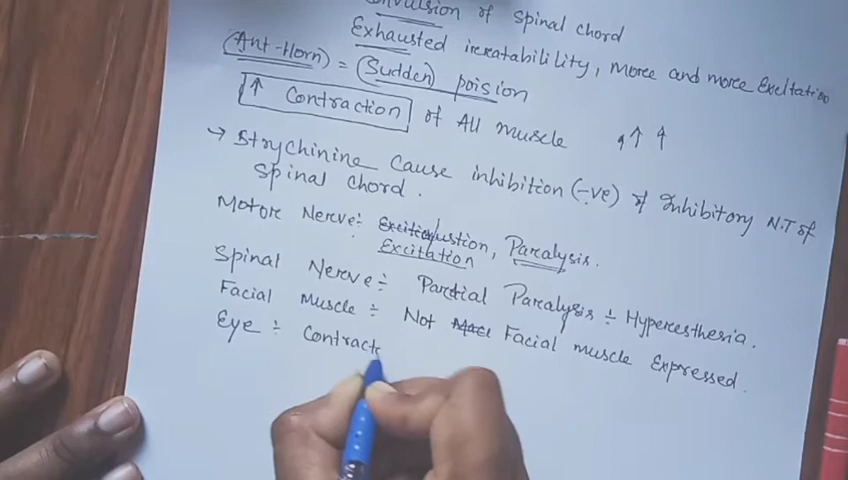 of spinal chord
Exhausted ireratabilility, more and more Excitation
(Ant-Horn) = (Sudden) poision
↑ Contraction of All muscle ↑ ↑ ↑
→ Strychinine cause inhibition (-ve) of Inhibitory N.T of
spinal chord.
Motor Nerve: Excitation, Paralysis.
Spinal Nerve ÷ Partial Paralysis ÷ Hyperesthesia.
Facial Muscle ÷ Not Facial muscle Expressed.
Eye ÷ Contract